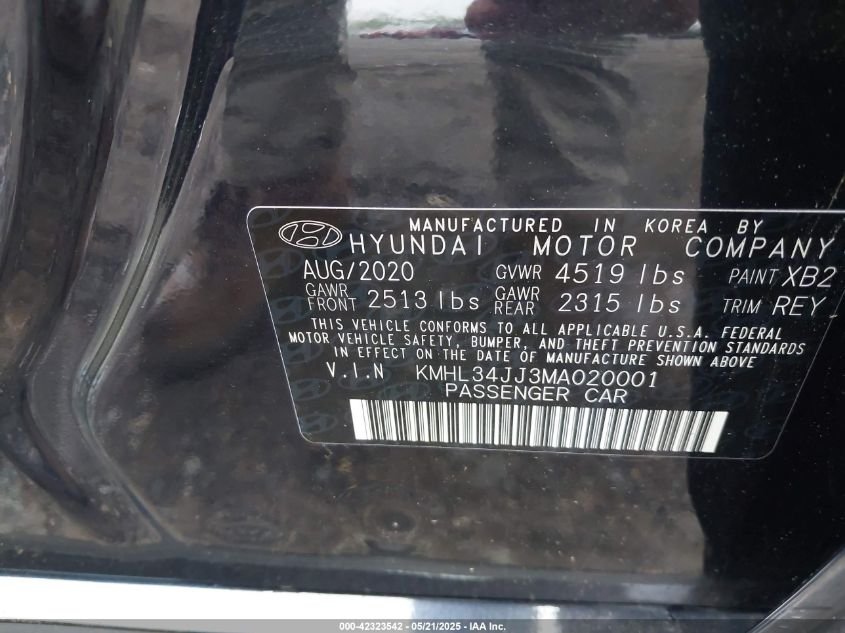 MANUFACTURED IN KOREA BY
HYUNDAI MOTOR COMPANY
AUG/2020 GVWR 4519 lbs PAINT XB2
GAWR FRONT 2513 lbs GAWR REAR 2315 lbs TRIM REY
THIS VEHICLE CONFORMS TO ALL APPLICABLE U.S.A. FEDERAL
MOTOR VEHICLE SAFETY, BUMPER, AND THEFT PREVENTION STANDARDS
IN EFFECT ON THE DATE OF MANUFACTURE SHOWN ABOVE
V.I.N KMHL34JJ3MA020001
PASSENGER CAR
000-42323542 - 05/21/2025 - IAA Inc.